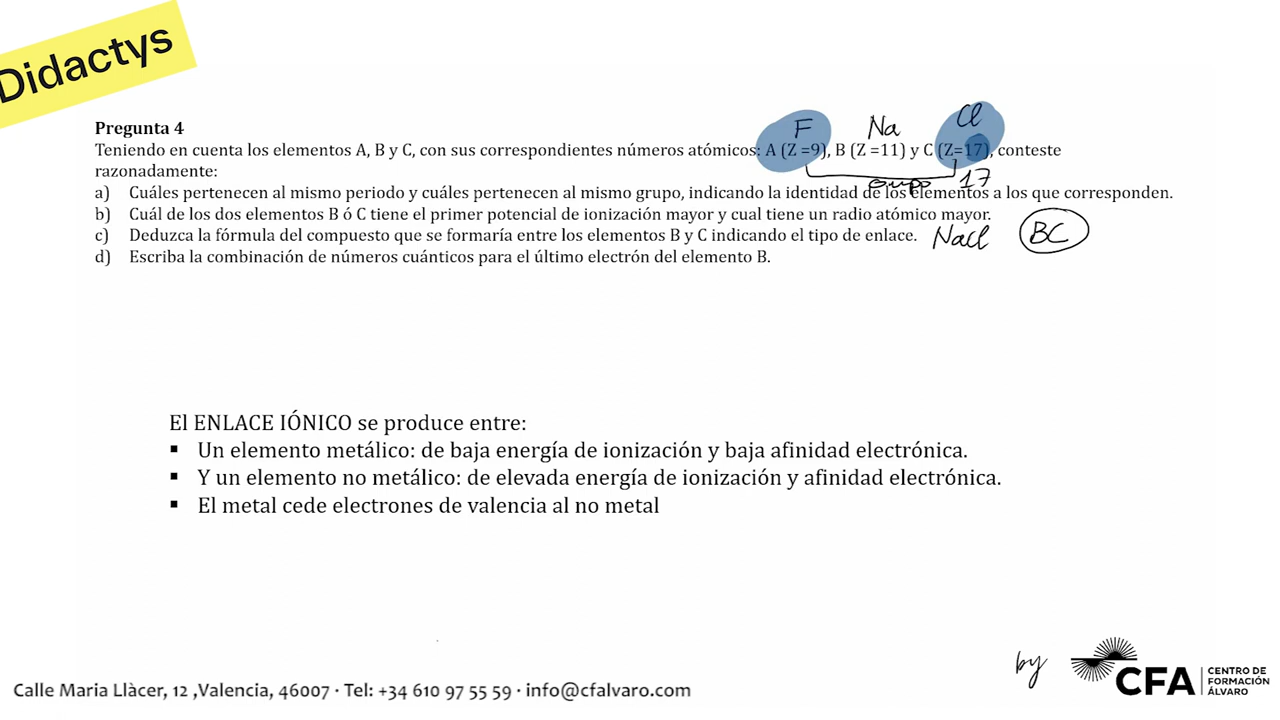 Didactys
F Na Cl
Pregunta 4
Teniendo en cuenta los elementos A, B y C, con sus correspondientes números atómicos: A (Z =9), B (Z =11) y C (Z=17), conteste
razonadamente:
grupo 17
a) Cuáles pertenecen al mismo periodo y cuáles pertenecen al mismo grupo, indicando la identidad de los elementos a los que corresponden.
b) Cuál de los dos elementos B ó C tiene el primer potencial de ionización mayor y cual tiene un radio atómico mayor.
c) Deduzca la fórmula del compuesto que se formaría entre los elementos B y C indicando el tipo de enlace. NaCl BC
d) Escriba la combinación de números cuánticos para el último electrón del elemento B.
El ENLACE IÓNICO se produce entre:
▪ Un elemento metálico: de baja energía de ionización y baja afinidad electrónica.
▪ Y un elemento no metálico: de elevada energía de ionización y afinidad electrónica.
▪ El metal cede electrones de valencia al no metal
Calle Maria Llàcer, 12 ,Valencia, 46007 · Tel: +34 610 97 55 59 · info@cfalvaro.com
by
CFA
CENTRO DE
FORMACIÓN
ÁLVARO